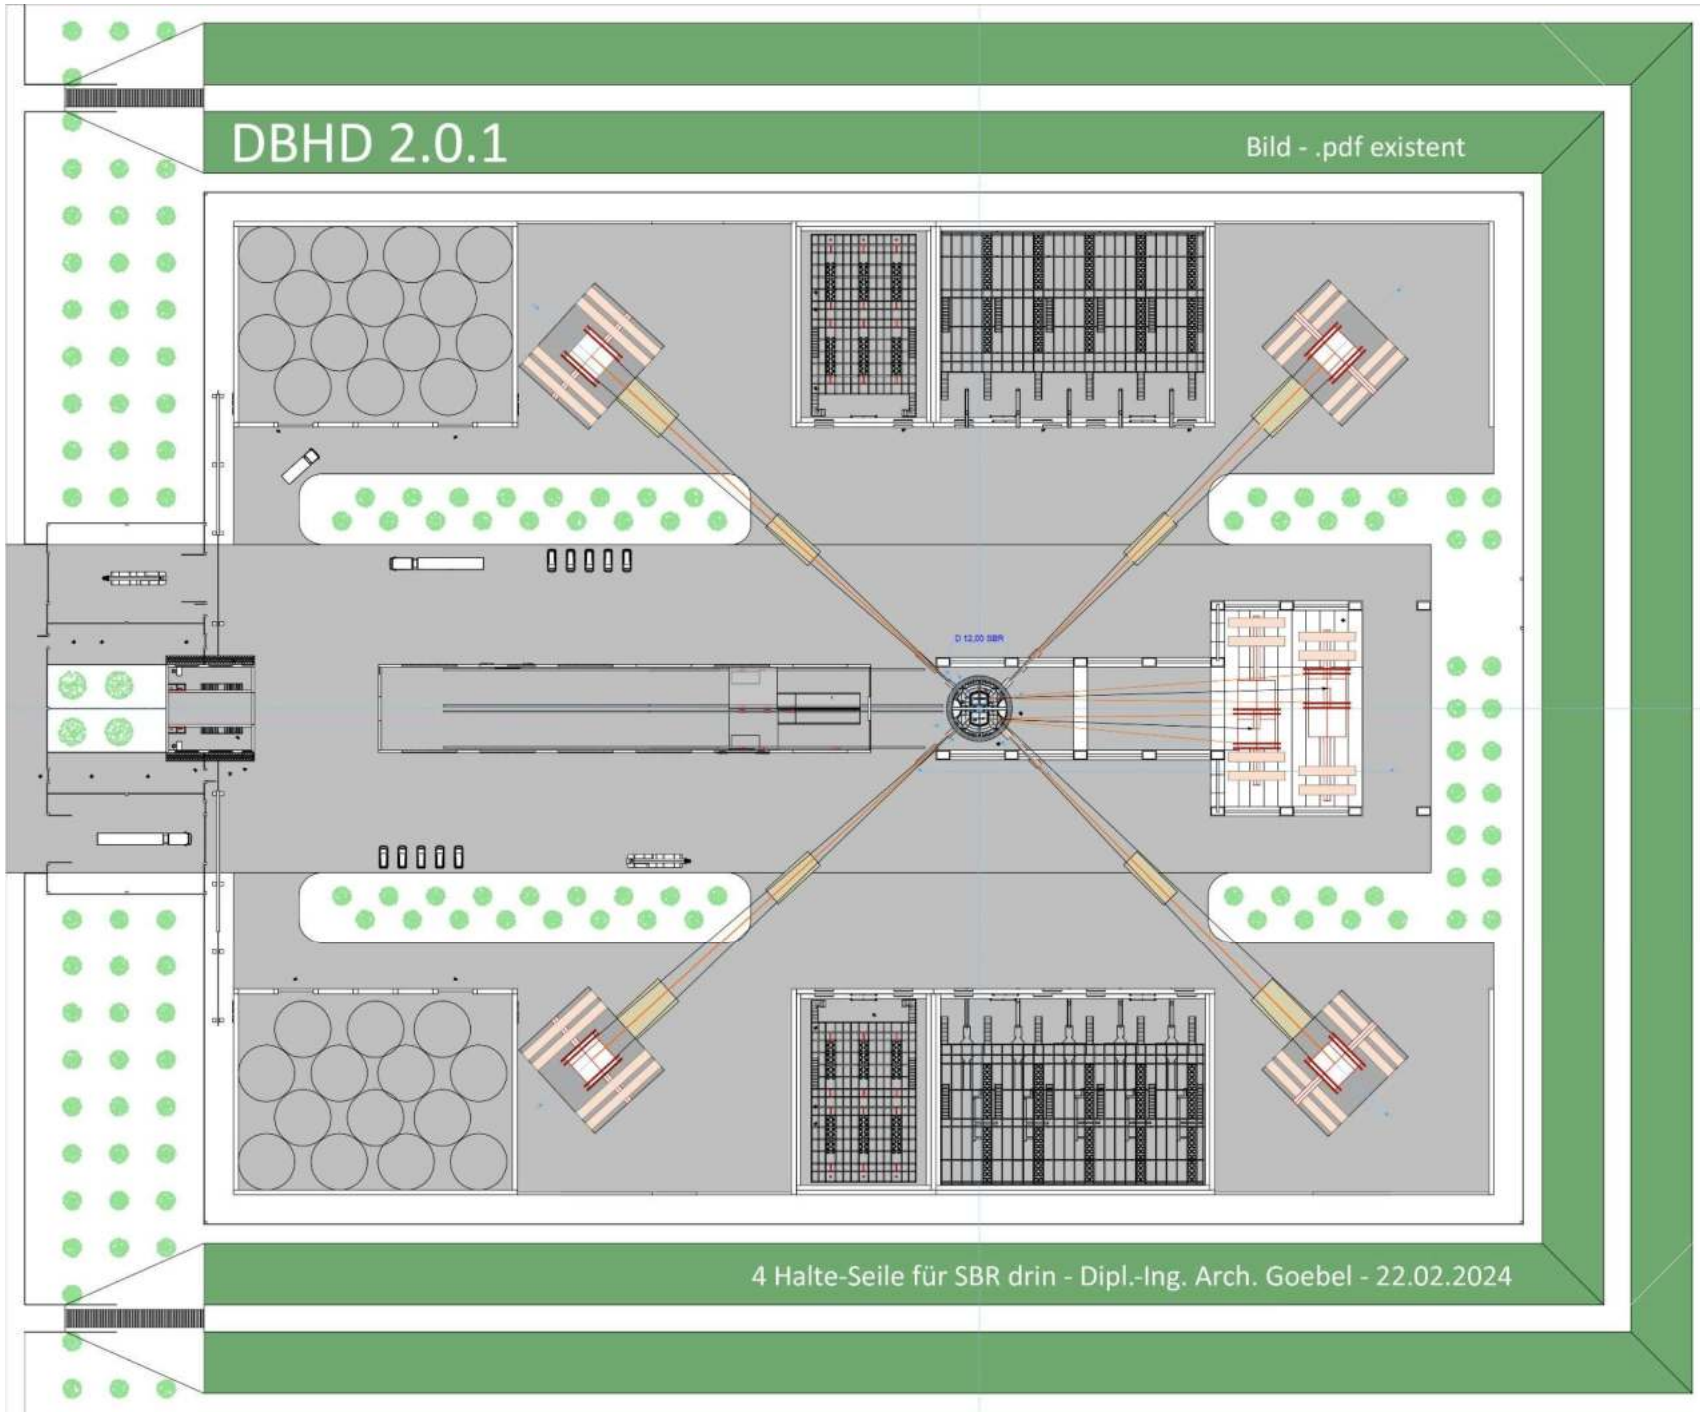 DBHD 2.0.1
Bild - .pdf existent
D 12,00 SBR
4 Halte-Seile für SBR drin - Dipl.-Ing. Arch. Goebel - 22.02.2024